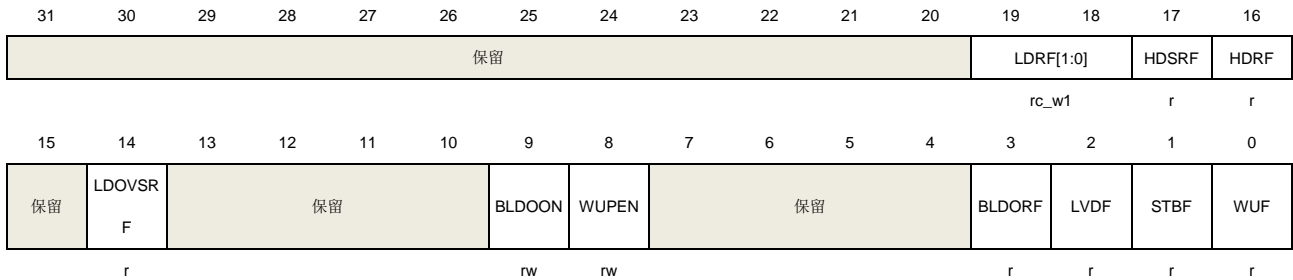 31 30 29 28 27 26 25 24 23 22 21 20 19 18 17 16
保留 LDRF[1:0] HDSRF HDRF
rc_w1 r r
15 14 13 12 11 10 9 8 7 6 5 4 3 2 1 0
保留 LDOVSR
F 保留 BLDOON WUPEN 保留 BLDORF LVDF STBF WUF
r rw rw r r r r